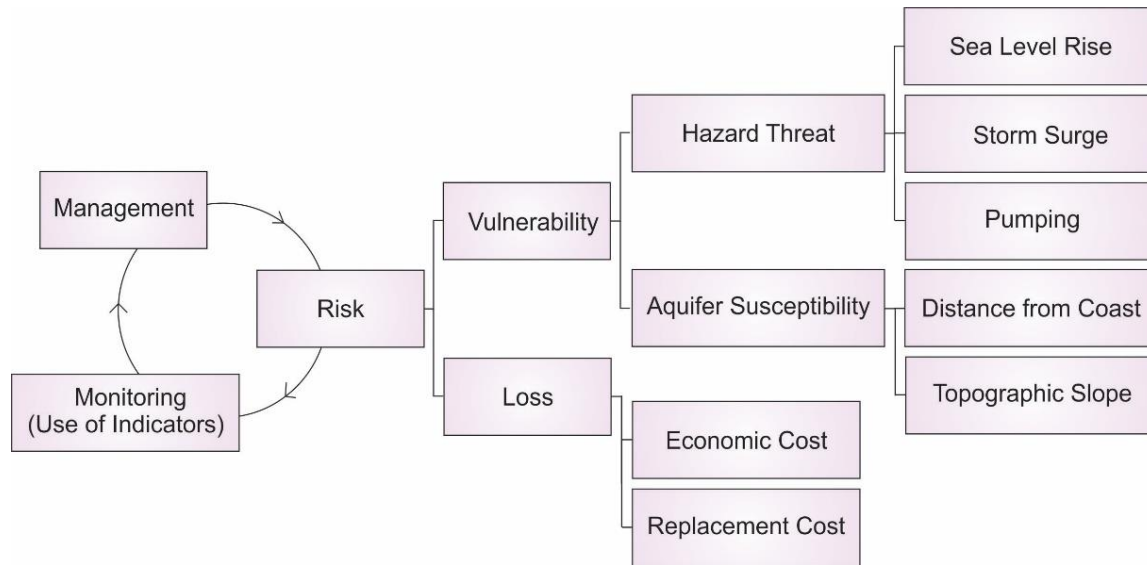 Management
Monitoring
(Use of Indicators)
Risk
Vulnerability
Loss
Hazard Threat
Aquifer Susceptibility
Economic Cost
Replacement Cost
Sea Level Rise
Storm Surge
Pumping
Distance from Coast
Topographic Slope